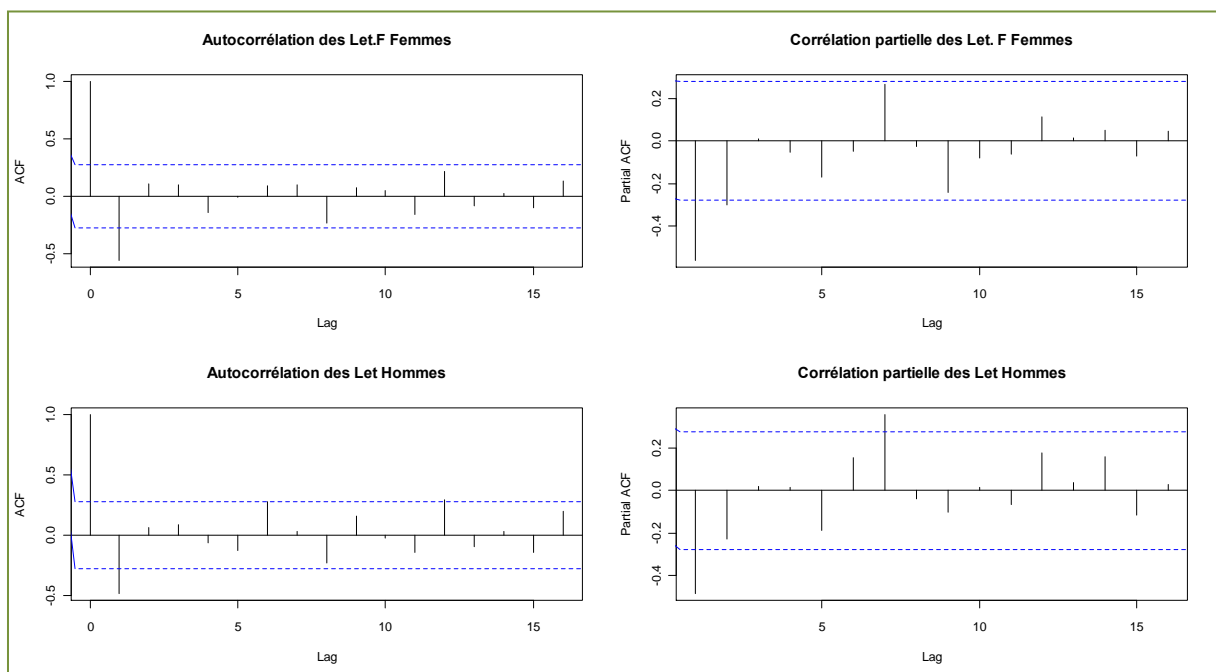 Autocorrélation des Let.F Femmes
ACF
1.0
0.5
0.0
-0.5
0
5
10
15
Lag
Corrélation partielle des Let. F Femmes
Partial ACF
0.2
0.0
-0.2
-0.4
5
10
15
Lag
Autocorrélation des Let Hommes
ACF
1.0
0.5
0.0
-0.5
0
5
10
15
Lag
Corrélation partielle des Let Hommes
Partial ACF
0.2
0.0
-0.2
-0.4
5
10
15
Lag